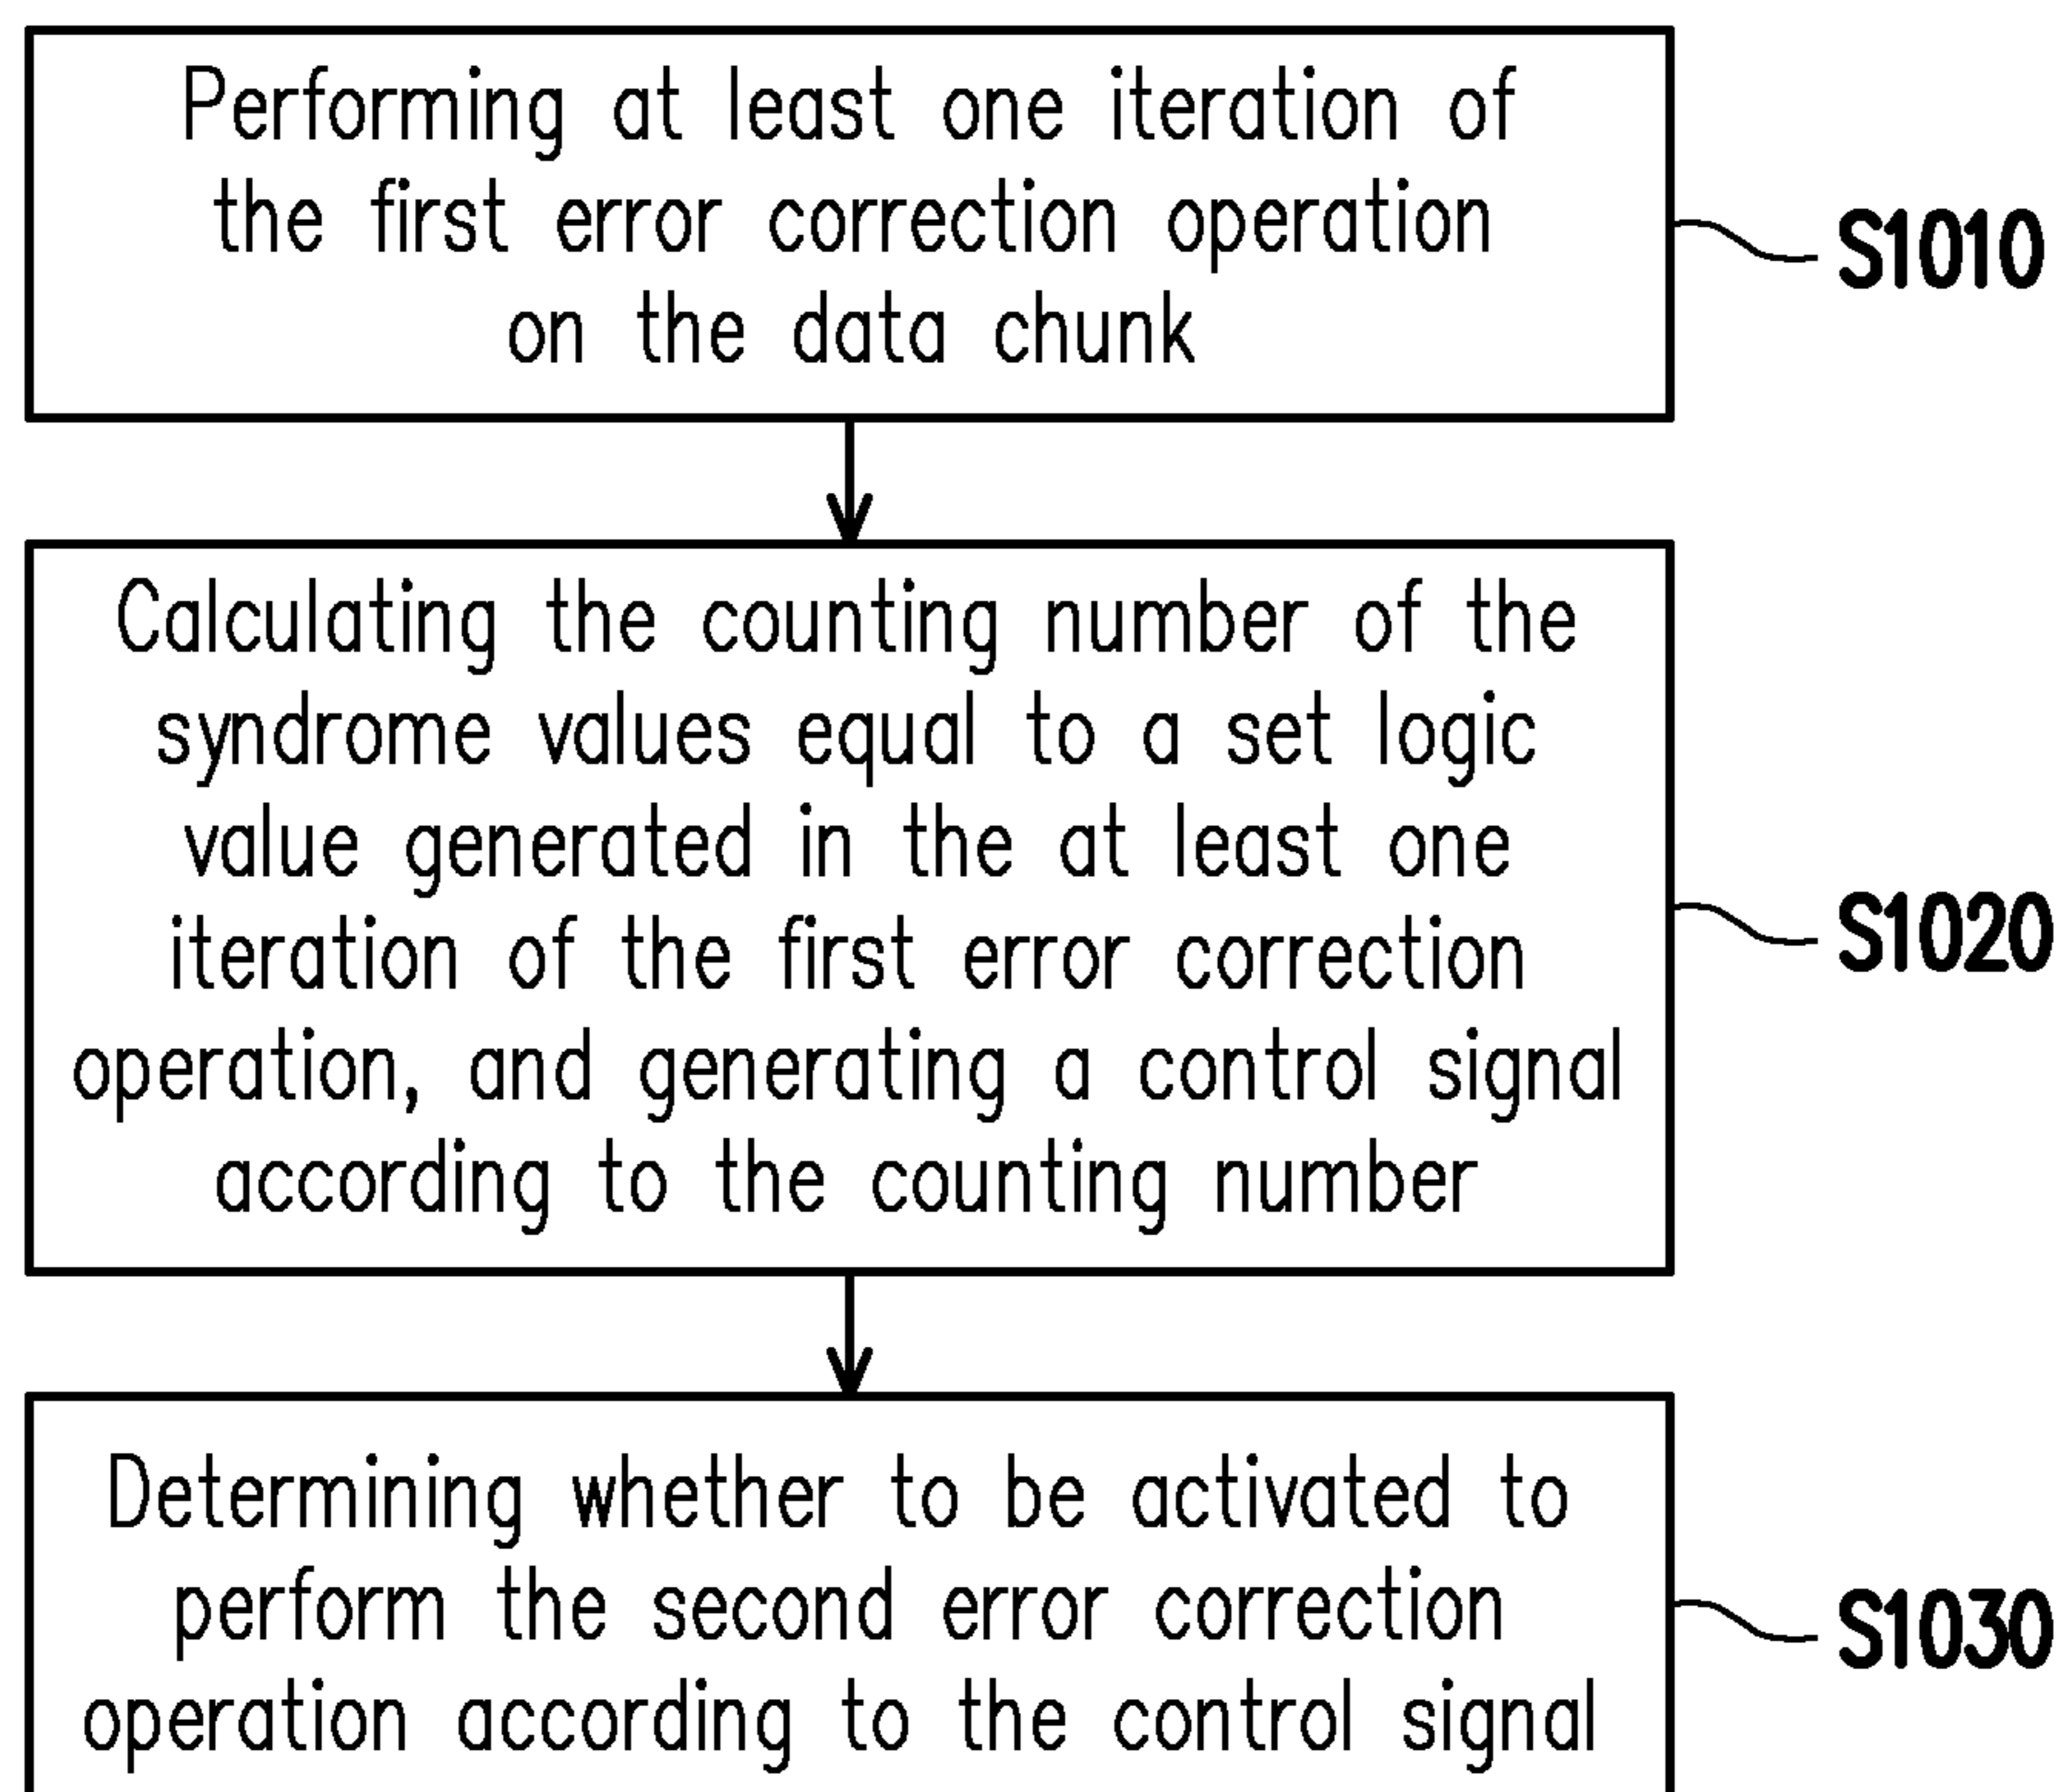 Performing at least one iteration of
the first error correction operation
on the data chunk
S1010
Calculating the counting number of the
syndrome values equal to a set logic
value generated in the at least one
iteration of the first error correction
operation, and generating a control signal
according to the counting number
S1020
Determining whether to be activated to
perform the second error correction
operation according to the control signal
S1030